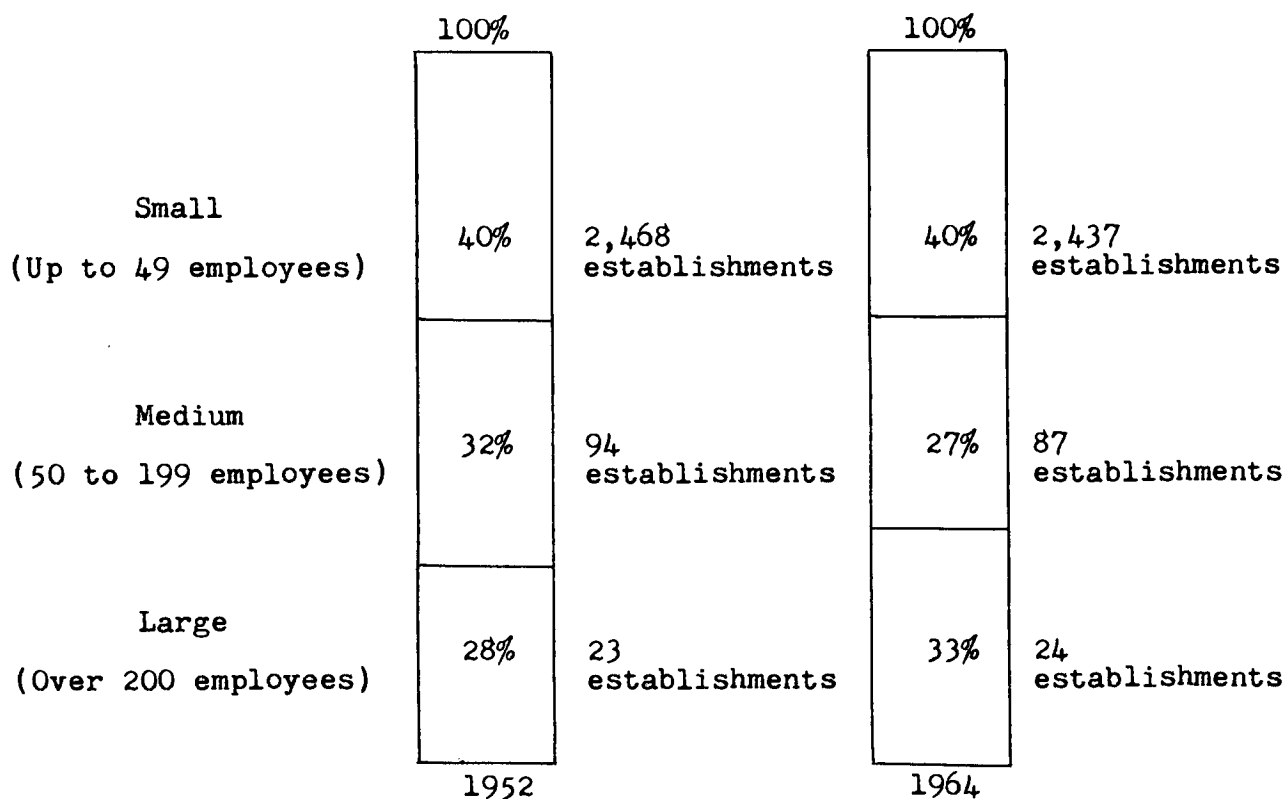 100%
100%
Small
(Up to 49 employees)
40%
2,468
establishments
40%
2,437
establishments
Medium
(50 to 199 employees)
32%
94
establishments
27%
87
establishments
Large
(Over 200 employees)
28%
23
establishments
33%
24
establishments
1952
1964